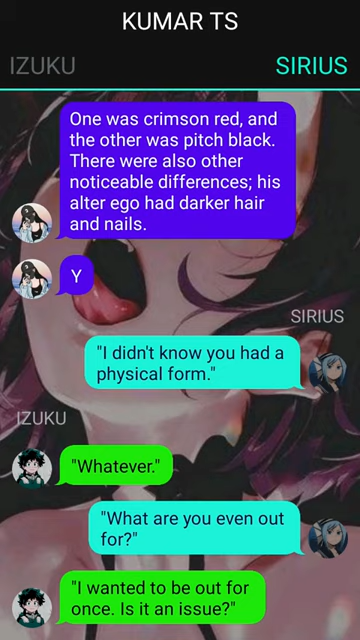 KUMAR TS
IZUKU
SIRIUS
One was crimson red, and
the other was pitch black.
There were also other
noticeable differences; his
alter ego had darker hair
and nails.
Y
SIRIUS
"I didn't know you had a
physical form."
IZUKU
"Whatever."
"What are you even out
for?"
"I wanted to be out for
once. Is it an issue?"